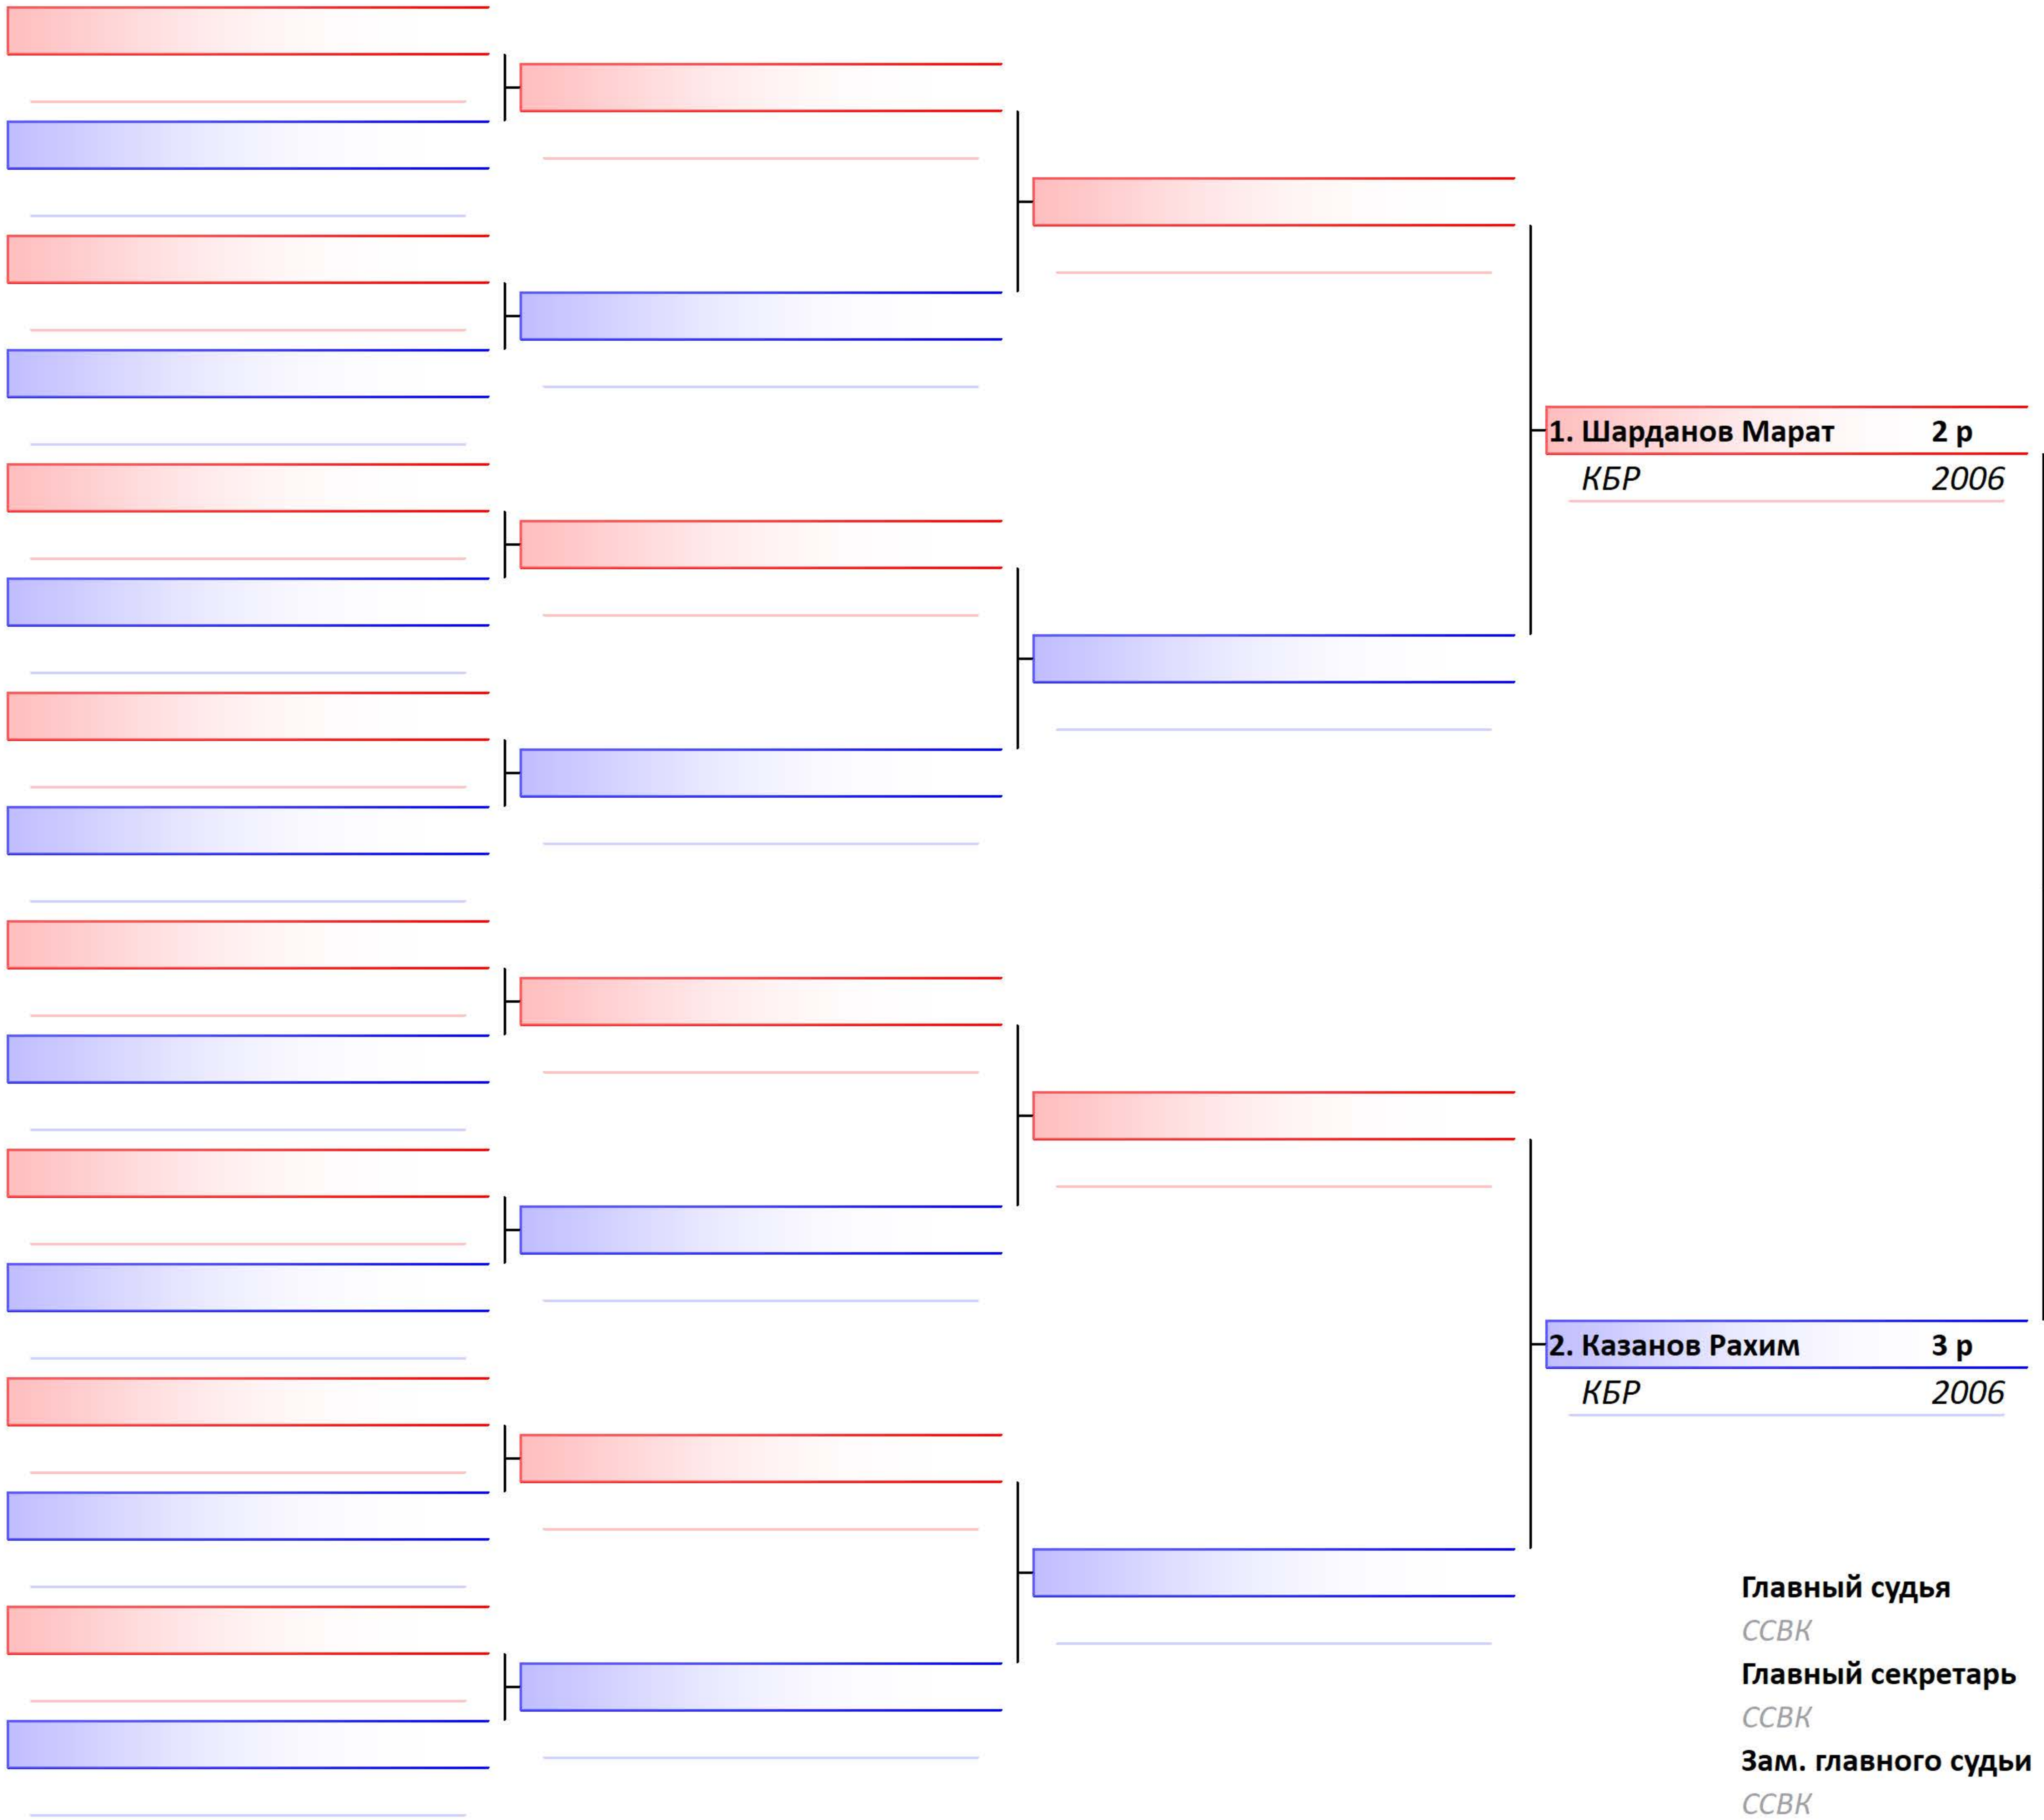 1. Шарданов Марат 2 р
КБР 2006
2. Казанов Рахим 3 р
КБР 2006
Главный судья
ССВК
Главный секретарь
ССВК
Зам. главного судьи
ССВК